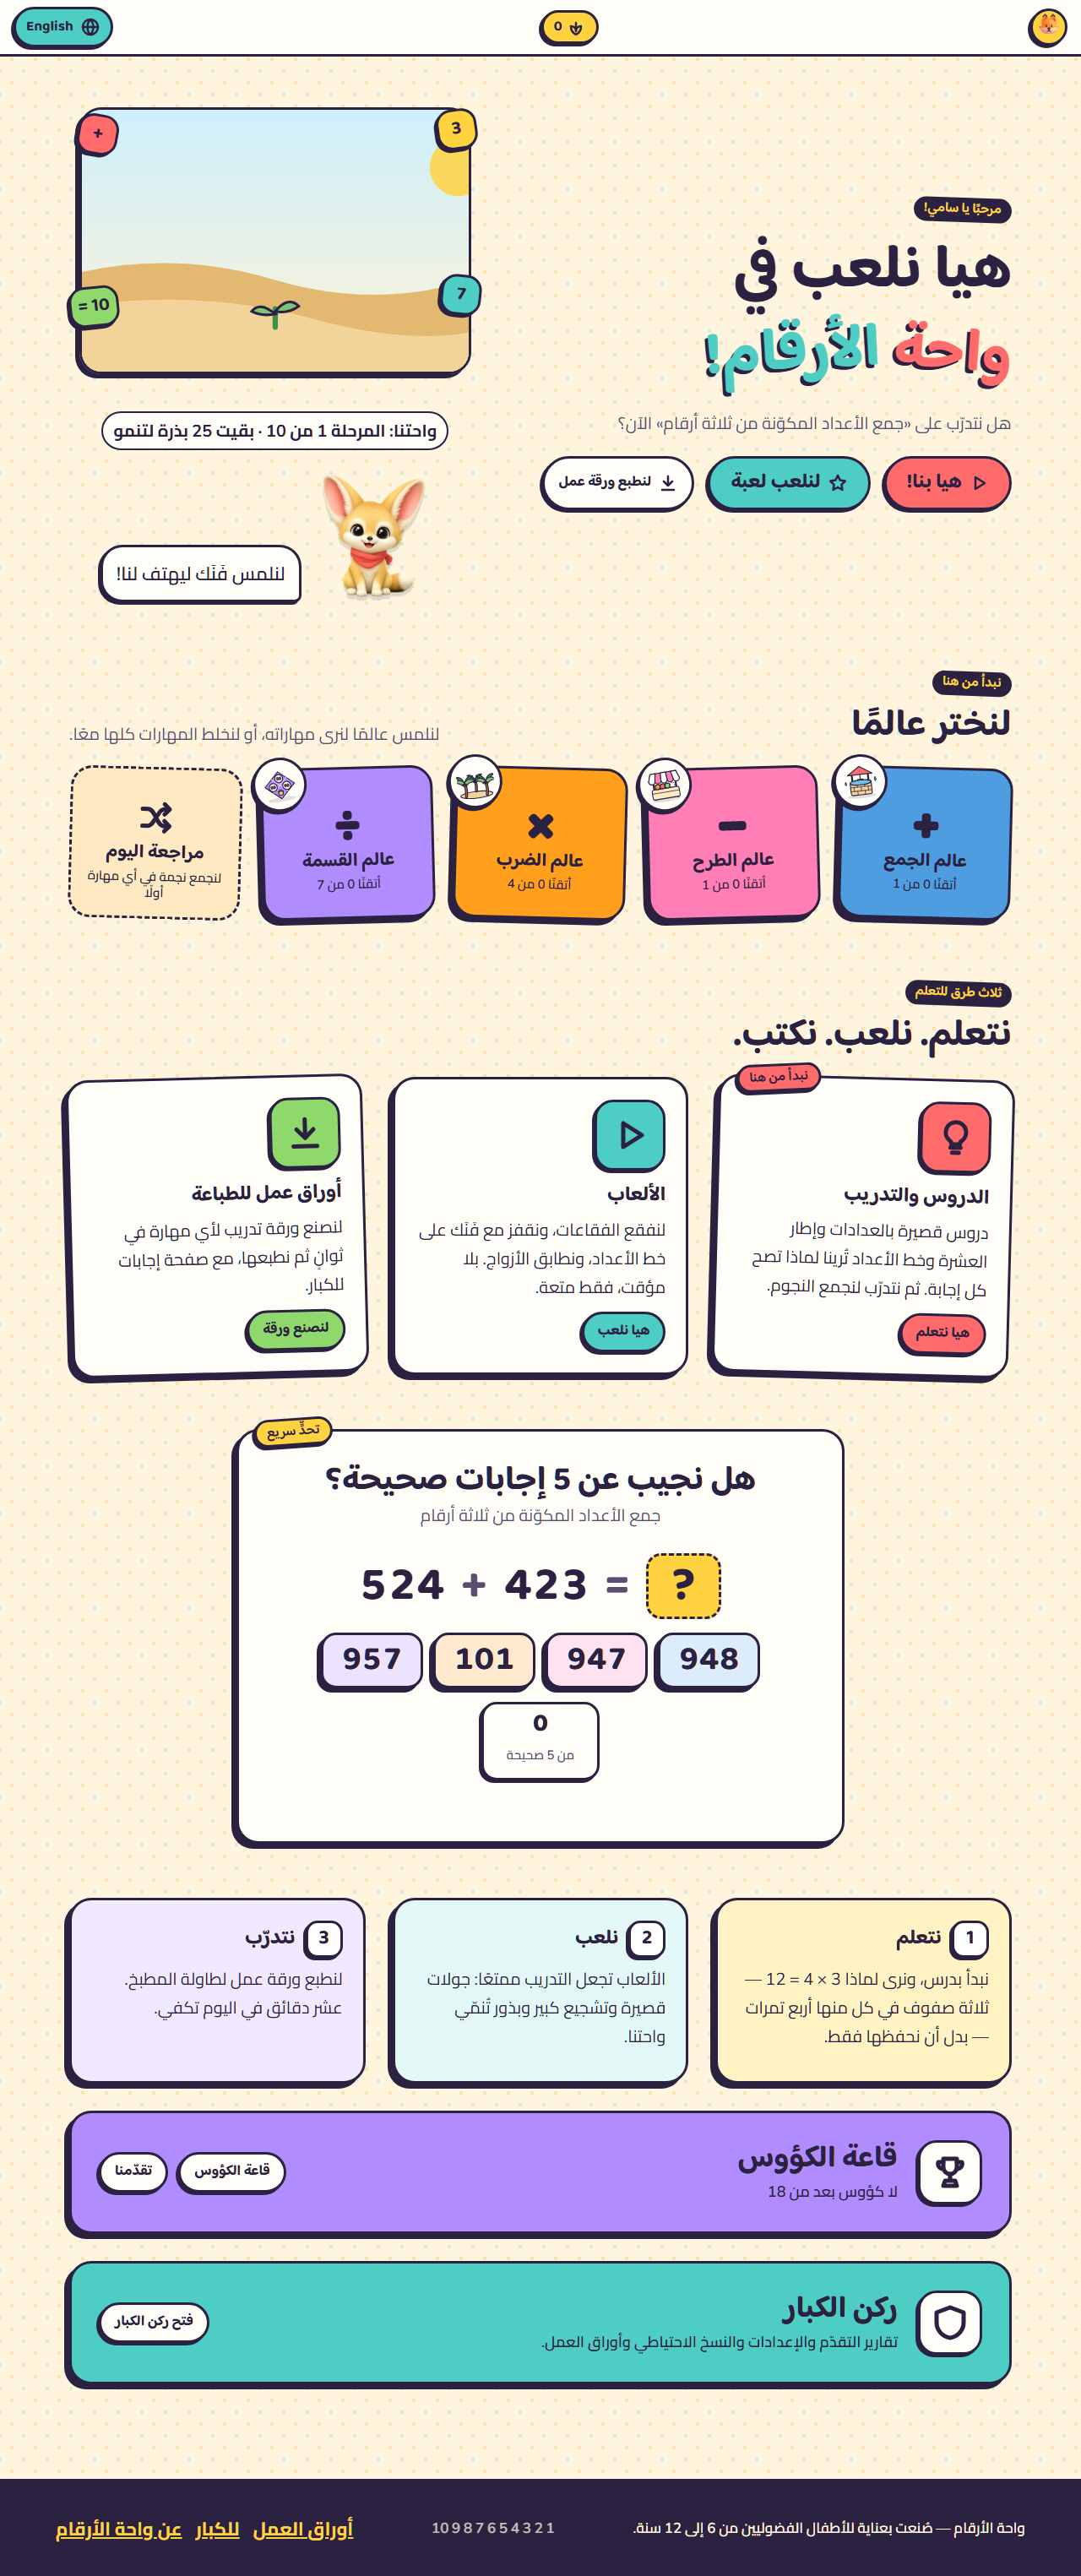 0
English
3
+
7
= 10
مرحبًا يا سامي!
هيا نلعب في
واحة الأرقام!
هل نتدرّب على «جمع الأعداد المكوّنة من ثلاثة أرقام» الآن؟
هيا بنا!
لنلعب لعبة
لنطبع ورقة عمل
واحتنا: المرحلة 1 من 10 · بقيت 25 بذرة لتنمو
لنلمس فَنَك ليهتف لنا!
نبدأ من هنا
لنختر عالمًا
لنلمس عالمًا لنرى مهاراته، أو لنخلط المهارات كلها معًا.
+
عالم الجمع
أتقنّا 0 من 1
−
عالم الطرح
أتقنّا 0 من 1
×
عالم الضرب
أتقنّا 0 من 4
÷
عالم القسمة
أتقنّا 0 من 7
مراجعة اليوم
لنجمع نجمة في أي مهارة
أولًا
ثلاث طرق للتعلم
نتعلم. نلعب. نكتب.
نبدأ من هنا
الدروس والتدريب
دروس قصيرة بالعدادات وإطار
العشرة وخط الأعداد تُرينا لماذا تصح
كل إجابة. ثم نتدرّب لنجمع النجوم.
هيا نتعلم
الألعاب
لنفقع الفقاعات، ونقفز مع فَنَك على
خط الأعداد، ونطابق الأزواج. بلا
مؤقت، فقط متعة.
هيا نلعب
أوراق عمل للطباعة
لنصنع ورقة تدريب لأي مهارة في
ثوانٍ ثم نطبعها، مع صفحة إجابات
للكبار.
لنصنع ورقة
تحدٍّ سريع
هل نجيب عن 5 إجابات صحيحة؟
جمع الأعداد المكوّنة من ثلاثة أرقام
524 + 423 = ?
957 101 947 948
0
من 5 صحيحة
1 نتعلم
نبدأ بدرس، ونرى لماذا 3 × 4 = 12 —
ثلاثة صفوف في كل منها أربع تمرات
— بدل أن نحفظها فقط.
2 نلعب
الألعاب تجعل التدريب ممتعًا: جولات
قصيرة وتشجيع كبير وبذور تُنمّي
واحتنا.
3 نتدرّب
لنطبع ورقة عمل لطاولة المطبخ.
عشر دقائق في اليوم تكفي.
قاعة الكؤوس
لا كؤوس بعد من 18
قاعة الكؤوس
تقدّمنا
ركن الكبار
تقارير التقدّم والإعدادات والنسخ الاحتياطي وأوراق العمل.
فتح ركن الكبار
واحة الأرقام — صُنعت بعناية للأطفال الفضوليين من 6 إلى 12 سنة.
10987654321
أوراق العمل
للكبار
عن واحة الأرقام